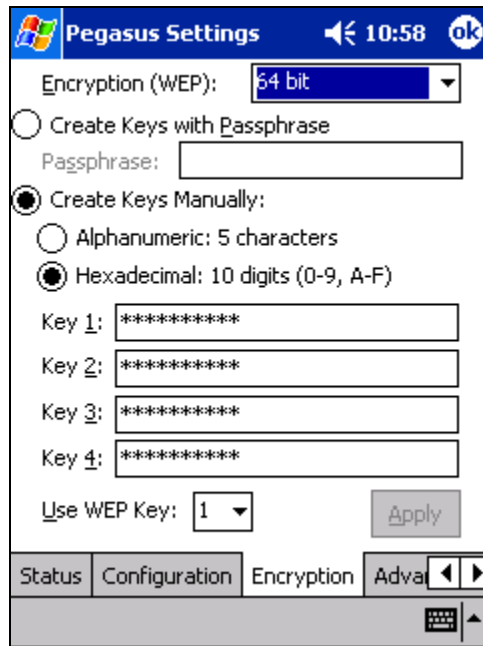 Pegasus Settings 10:58 ok
Encryption (WEP): 64 bit
Create Keys with Passphrase
Passphrase:
Create Keys Manually:
Alphanumeric: 5 characters
Hexadecimal: 10 digits (0-9, A-F)
Key 1: **********
Key 2: **********
Key 3: **********
Key 4: **********
Use WEP Key: 1 Apply
Status Configuration Encryption Adva